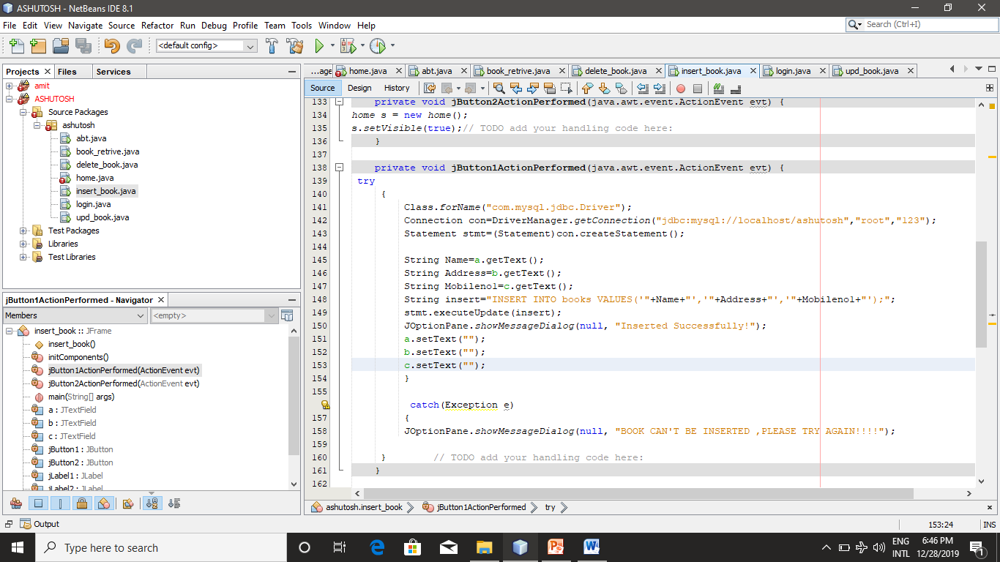 ASHUTOSH - NetBeans IDE 8.1
File Edit View Navigate Source Refactor Run Debug Profile Team Tools Window Help
Search (Ctrl+I)
<default config>
Projects Files Services
amit
ASHUTOSH
Source Packages
ashutosh
abt.java
book_retrive.java
delete_book.java
home.java
insert_book.java
login.java
upd_book.java
Test Packages
Libraries
Test Libraries
jButton1ActionPerformed - Navigator
Members <empty>
insert_book :: JFrame
insert_book()
initComponents()
jButton1ActionPerformed(ActionEvent evt)
jButton2ActionPerformed(ActionEvent evt)
main(String[] args)
a : JTextField
b : JTextField
c : JTextField
jButton1 : JButton
jButton2 : JButton
jLabel1 : JLabel
jLabel2 : JLabel
...age home.java abt.java book_retrive.java delete_book.java insert_book.java login.java upd_book.java
Source Design History
133 private void jButton2ActionPerformed(java.awt.event.ActionEvent evt) {
134 home s = new home();
135 s.setVisible(true);// TODO add your handling code here:
136 }
137
138 private void jButton1ActionPerformed(java.awt.event.ActionEvent evt) {
139 try
140 {
141 Class.forName("com.mysql.jdbc.Driver");
142 Connection con=DriverManager.getConnection("jdbc:mysql://localhost/ashutosh","root","123");
143 Statement stmt=(Statement)con.createStatement();
144
145 String Name=a.getText();
146 String Address=b.getText();
147 String Mobileno1=c.getText();
148 String insert="INSERT INTO books VALUES('"+Name+"','"+Address+"','"+Mobileno1+"');";
149 stmt.executeUpdate(insert);
150 JOptionPane.showMessageDialog(null, "Inserted Successfully!");
151 a.setText("");
152 b.setText("");
153 c.setText("");
154 }
155
catch(Exception e)
157 {
158 JOptionPane.showMessageDialog(null, "BOOK CAN'T BE INSERTED ,PLEASE TRY AGAIN!!!!");
159
160 } // TODO add your handling code here:
161 }
162
ashutosh.insert_book jButton1ActionPerformed try
Output
153:24 INS
Type here to search
ENG 6:46 PM
INTL 12/28/2019
1